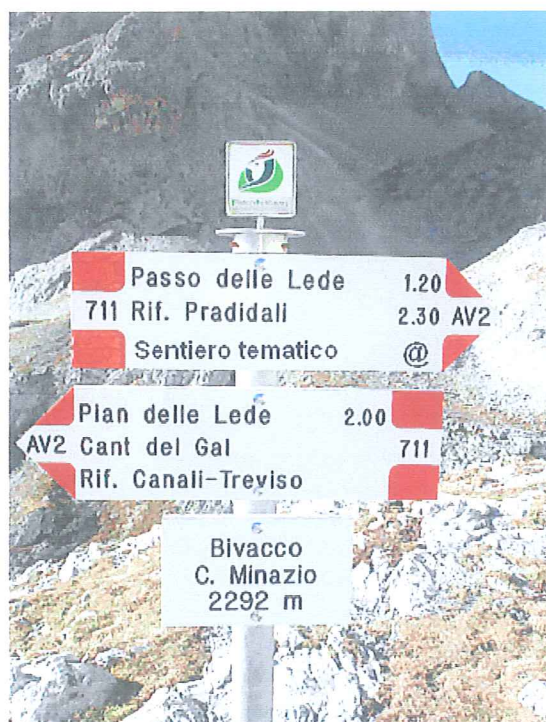 Passo delle Lede 1.20
711 Rif. Pradidali 2.30 AV2
Sentiero tematico @
Plan delle Lede 2.00
AV2 Cant del Gal 711
Rif. Canali-Treviso
Bivacco
C. Minazio
2292 m